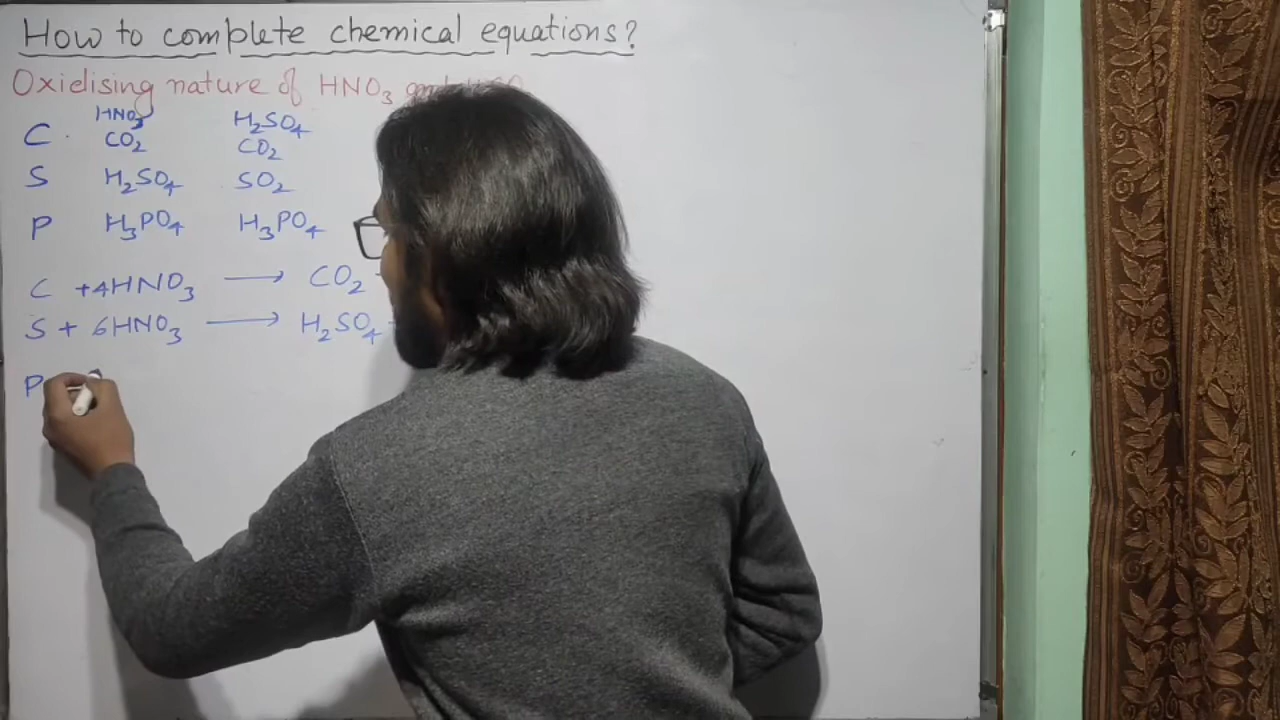 How to complete chemical equations?
Oxidising nature of HNO3
HNO3 H2SO4
C. CO2 CO2
S H2SO4 SO2
P H3PO4 H3PO4
C +4HNO3 → CO2
S + 6HNO3 → H2SO4
P